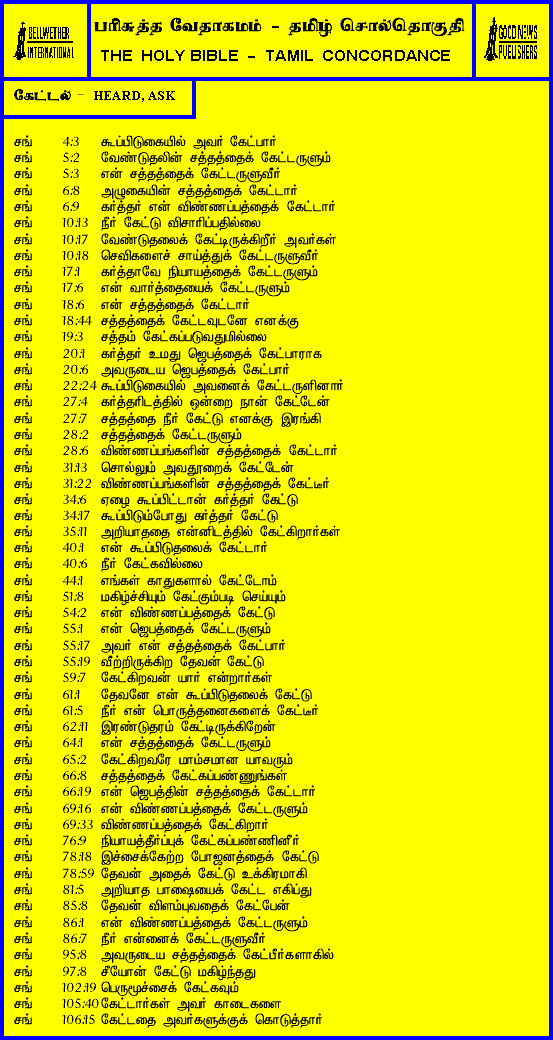 BELLWETHER
INTERNATIONAL
பரிசுத்த வேதாகமம் – தமிழ் சொல்தொகுதி
THE HOLY BIBLE – TAMIL CONCORDANCE
GOOD NEWS
PUBLISHERS
கேட்டல் – HEARD, ASK
சங் 4:3 கூப்பிடுகையில் அவர் கேட்பார்
சங் 5:2 வேண்டுதலின் சத்தத்தைக் கேட்டருளும்
சங் 5:3 என் சத்தத்தைக் கேட்டருளுவீர்
சங் 6:8 அழுகையின் சத்தத்தைக் கேட்டார்
சங் 6:9 கர்த்தர் என் விண்ணப்பத்தைக் கேட்டார்
சங் 10:13 நீர் கேட்டு விசாரிப்பதில்லை
சங் 10:17 வேண்டுதலைக் கேட்டிருக்கிறீர் அவர்கள்
சங் 10:18 செவிகளைச் சாய்த்துக் கேட்டருளுவீர்
சங் 17:1 கர்த்தாவே நியாயத்தைக் கேட்டருளும்
சங் 17:6 என் வார்த்தையைக் கேட்டருளும்
சங் 18:6 என் சத்தத்தைக் கேட்டார்
சங் 18:44 சத்தத்தைக் கேட்டவுடனே எனக்கு
சங் 19:3 சத்தம் கேட்கப்படுவதுமில்லை
சங் 20:1 கர்த்தர் உமது ஜெபத்தைக் கேட்பாராக
சங் 20:6 அவருடைய ஜெபத்தைக் கேட்பார்
சங் 22:24 கூப்பிடுகையில் அவனைக் கேட்டருளினார்
சங் 27:4 கர்த்தரிடத்தில் ஒன்றை நான் கேட்டேன்
சங் 27:7 சத்தத்தை நீர் கேட்டு எனக்கு இரங்கி
சங் 28:2 சத்தத்தைக் கேட்டருளும்
சங் 28:6 விண்ணப்பங்களின் சத்தத்தைக் கேட்டார்
சங் 31:13 சொல்லும் அவதூறைக் கேட்டேன்
சங் 31:22 விண்ணப்பங்களின் சத்தத்தைக் கேட்டீர்
சங் 34:6 ஏழை கூப்பிட்டான் கர்த்தர் கேட்டு
சங் 34:17 கூப்பிடும்போது கர்த்தர் கேட்டு
சங் 35:11 அறியாததை என்னிடத்தில் கேட்கிறார்கள்
சங் 40:1 என் கூப்பிடுதலைக் கேட்டார்
சங் 40:6 நீர் கேட்கவில்லை
சங் 44:1 எங்கள் காதுகளால் கேட்டோம்
சங் 51:8 மகிழ்ச்சியும் கேட்கும்படி செய்யும்
சங் 54:2 என் விண்ணப்பத்தைக் கேட்டு
சங் 55:1 என் ஜெபத்தைக் கேட்டருளும்
சங் 55:17 அவர் என் சத்தத்தைக் கேட்பார்
சங் 55:19 வீற்றிருக்கிற தேவன் கேட்டு
சங் 59:7 கேட்கிறவன் யார் என்றார்கள்
சங் 61:1 தேவனே என் கூப்பிடுதலைக் கேட்டு
சங் 61:5 நீர் என் பொருத்தனைகளைக் கேட்டீர்
சங் 62:11 இரண்டுதரம் கேட்டிருக்கிறேன்
சங் 64:1 என் சத்தத்தைக் கேட்டருளும்
சங் 65:2 கேட்கிறவரே மாம்சமான யாவரும்
சங் 66:8 சத்தத்தைக் கேட்கப்பண்ணுங்கள்
சங் 66:19 என் ஜெபத்தின் சத்தத்தைக் கேட்டார்
சங் 69:16 என் விண்ணப்பத்தைக் கேட்டருளும்
சங் 69:33 விண்ணப்பத்தைக் கேட்கிறார்
சங் 76:9 நியாயத்தீர்ப்புக் கேட்கப்பண்ணினீர்
சங் 78:18 இச்சைக்கேற்ற போஜனத்தைக் கேட்டு
சங் 78:59 தேவன் அதைக் கேட்டு உக்கிரமாகி
சங் 81:5 அறியாத பாஷையைக் கேட்ட எகிப்து
சங் 85:8 தேவன் விளம்புவதைக் கேட்பேன்
சங் 86:1 என் விண்ணப்பத்தைக் கேட்டருளும்
சங் 86:7 நீர் என்னைக் கேட்டருளுவீர்
சங் 95:8 அவருடைய சத்தத்தைக் கேட்பீர்களாகில்
சங் 97:8 சீயோன் கேட்டு மகிழ்ந்தது
சங் 102:19 பெருமூச்சைக் கேட்கவும்
சங் 105:40 கேட்டார்கள் அவர் காடைகளை
சங் 106:15 கேட்டதை அவர்களுக்குக் கொடுத்தார்